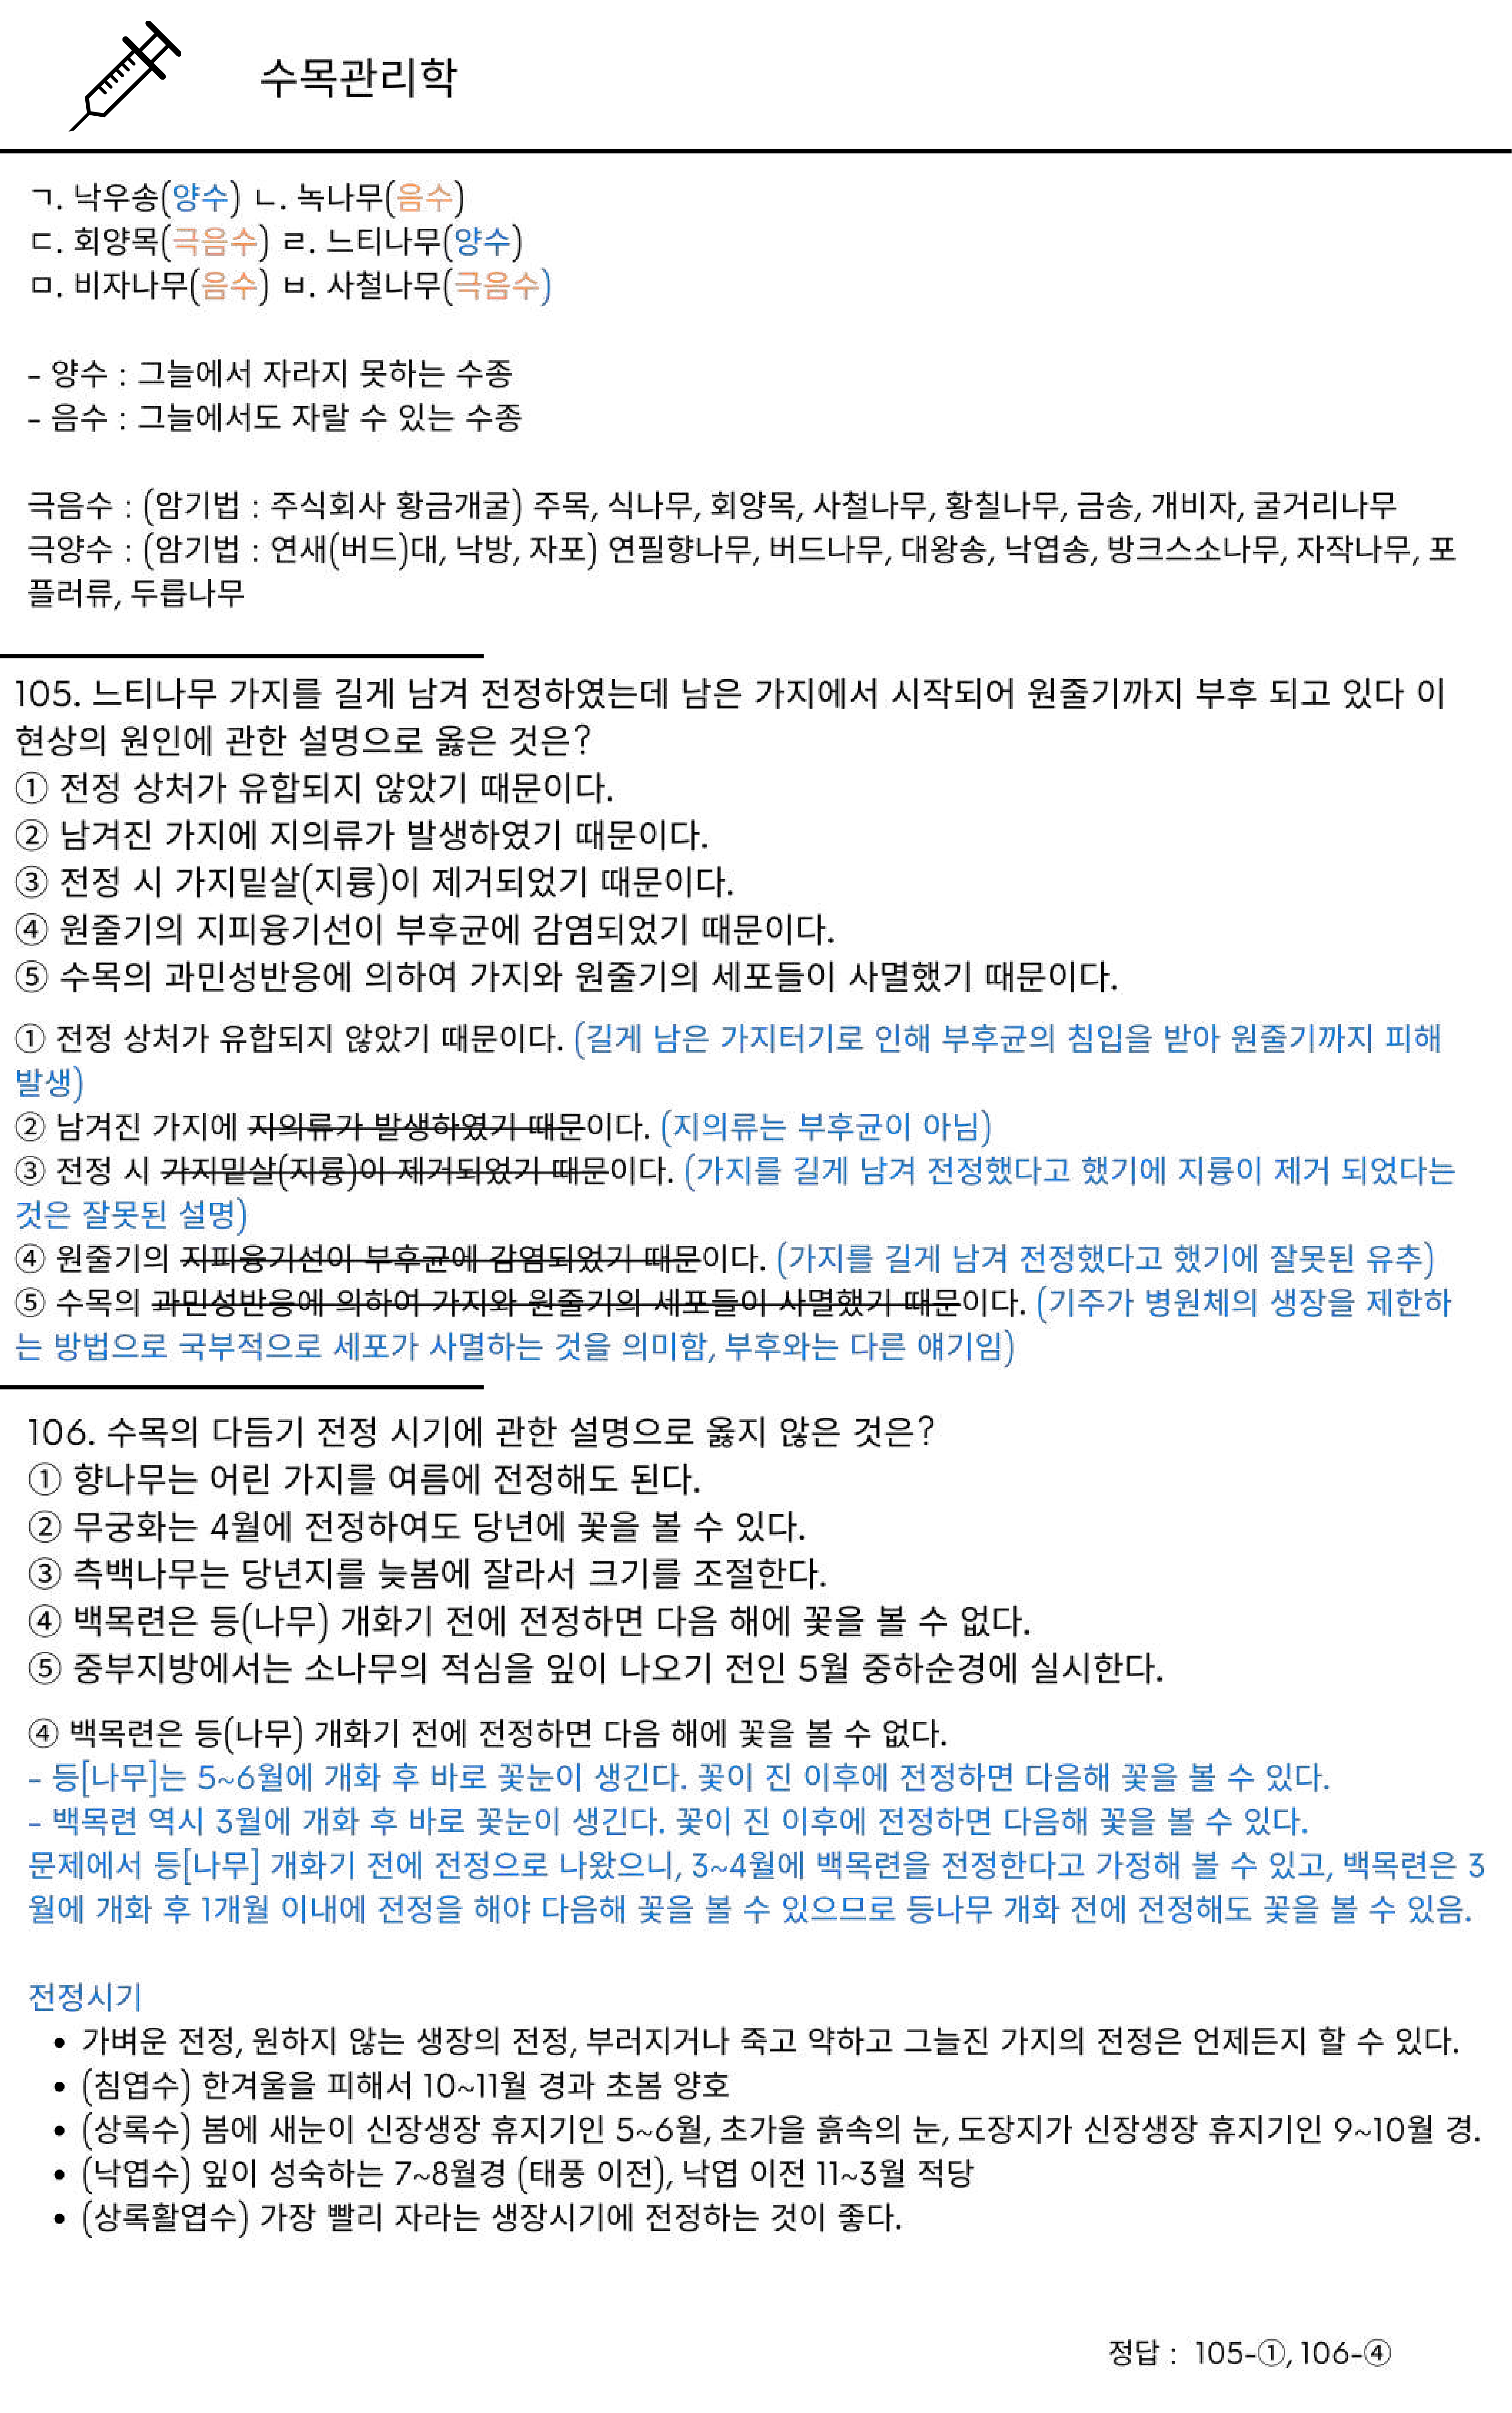 수목관리학
ㄱ. 낙우송(양수) ㄴ. 녹나무(음수)
ㄷ. 회양목(극음수) ㄹ. 느티나무(양수)
ㅁ. 비자나무(음수) ㅂ. 사철나무(극음수)
- 양수 : 그늘에서 자라지 못하는 수종
- 음수 : 그늘에서도 자랄 수 있는 수종
극음수 : (암기법 : 주식회사 황금개굴) 주목, 식나무, 회양목, 사철나무, 황칠나무, 금송, 개비자, 굴거리나무
극양수 : (암기법 : 연새(버드)대, 낙방, 자포) 연필향나무, 버드나무, 대왕송, 낙엽송, 방크스소나무, 자작나무, 포
플러류, 두릅나무
105. 느티나무 가지를 길게 남겨 전정하였는데 남은 가지에서 시작되어 원줄기까지 부후 되고 있다 이
현상의 원인에 관한 설명으로 옳은 것은?
① 전정 상처가 유합되지 않았기 때문이다.
② 남겨진 가지에 지의류가 발생하였기 때문이다.
③ 전정 시 가지밑살(지륭)이 제거되었기 때문이다.
④ 원줄기의 지피융기선이 부후균에 감염되었기 때문이다.
⑤ 수목의 과민성반응에 의하여 가지와 원줄기의 세포들이 사멸했기 때문이다.
① 전정 상처가 유합되지 않았기 때문이다. (길게 남은 가지터기로 인해 부후균의 침입을 받아 원줄기까지 피해
발생)
② 남겨진 가지에 지의류가 발생하였기 때문이다. (지의류는 부후균이 아님)
③ 전정 시 가지밑살(지륭)이 제거되었기 때문이다. (가지를 길게 남겨 전정했다고 했기에 지륭이 제거 되었다는
것은 잘못된 설명)
④ 원줄기의 지피융기선이 부후균에 감염되었기 때문이다. (가지를 길게 남겨 전정했다고 했기에 잘못된 유추)
⑤ 수목의 과민성반응에 의하여 가지와 원줄기의 세포들이 사멸했기 때문이다. (기주가 병원체의 생장을 제한하
는 방법으로 국부적으로 세포가 사멸하는 것을 의미함, 부후와는 다른 얘기임)
106. 수목의 다듬기 전정 시기에 관한 설명으로 옳지 않은 것은?
① 향나무는 어린 가지를 여름에 전정해도 된다.
② 무궁화는 4월에 전정하여도 당년에 꽃을 볼 수 있다.
③ 측백나무는 당년지를 늦봄에 잘라서 크기를 조절한다.
④ 백목련은 등(나무) 개화기 전에 전정하면 다음 해에 꽃을 볼 수 없다.
⑤ 중부지방에서는 소나무의 적심을 잎이 나오기 전인 5월 중하순경에 실시한다.
④ 백목련은 등(나무) 개화기 전에 전정하면 다음 해에 꽃을 볼 수 없다.
- 등[나무]는 5~6월에 개화 후 바로 꽃눈이 생긴다. 꽃이 진 이후에 전정하면 다음해 꽃을 볼 수 있다.
- 백목련 역시 3월에 개화 후 바로 꽃눈이 생긴다. 꽃이 진 이후에 전정하면 다음해 꽃을 볼 수 있다.
문제에서 등[나무] 개화기 전에 전정으로 나왔으니, 3~4월에 백목련을 전정한다고 가정해 볼 수 있고, 백목련은 3
월에 개화 후 1개월 이내에 전정을 해야 다음해 꽃을 볼 수 있으므로 등나무 개화 전에 전정해도 꽃을 볼 수 있음.
전정시기
• 가벼운 전정, 원하지 않는 생장의 전정, 부러지거나 죽고 약하고 그늘진 가지의 전정은 언제든지 할 수 있다.
• (침엽수) 한겨울을 피해서 10~11월 경과 초봄 양호
• (상록수) 봄에 새눈이 신장생장 휴지기인 5~6월, 초가을 흙속의 눈, 도장지가 신장생장 휴지기인 9~10월 경.
• (낙엽수) 잎이 성숙하는 7~8월경 (태풍 이전), 낙엽 이전 11~3월 적당
• (상록활엽수) 가장 빨리 자라는 생장시기에 전정하는 것이 좋다.
정답 : 105-①, 106-④